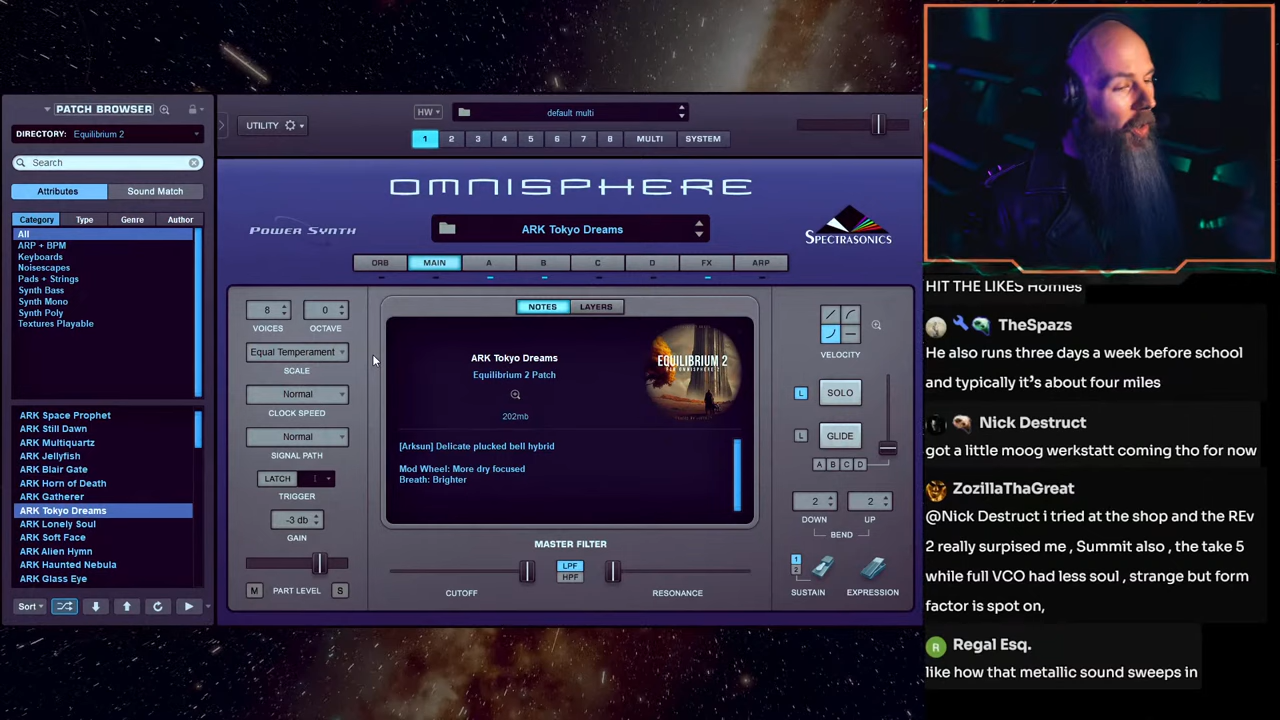 PATCH BROWSER
DIRECTORY: Equilibrium 2
Search
Attributes
Sound Match
Category
Type
Genre
Author
All
ARP + BPM
Keyboards
Noisescapes
Pads + Strings
Synth Bass
Synth Mono
Synth Poly
Textures Playable
ARK Space Prophet
ARK Still Dawn
ARK Multiquartz
ARK Jellyfish
ARK Blair Gate
ARK Horn of Death
ARK Gatherer
ARK Tokyo Dreams
ARK Lonely Soul
ARK Soft Face
ARK Alien Hymn
ARK Haunted Nebula
ARK Glass Eye
Sort
UTILITY
HW
default multi
1 2 3 4 5 6 7 8 MULTI SYSTEM
OMNISPHERE
POWER SYNTH
ARK Tokyo Dreams
SPECTRASONICS
ORB MAIN A B C D FX ARP
8
0
VOICES
OCTAVE
Equal Temperament
SCALE
Normal
CLOCK SPEED
Normal
SIGNAL PATH
LATCH
TRIGGER
-3 db
GAIN
M
PART LEVEL
S
NOTES
LAYERS
ARK Tokyo Dreams
Equilibrium 2 Patch
202mb
EQUILIBRIUM 2
[Arksun] Delicate plucked bell hybrid
Mod Wheel: More dry focused
Breath: Brighter
MASTER FILTER
LPF
HPF
CUTOFF
RESONANCE
VELOCITY
L
SOLO
L
GLIDE
A B C D
2
2
DOWN
UP
BEND
1
2
SUSTAIN
EXPRESSION
HIT THE LIKES Homies
TheSpazs
He also runs three days a week before school
and typically it's about four miles
Nick Destruct
got a little moog werkstatt coming tho for now
ZozillaThaGreat
@Nick Destruct i tried at the shop and the REv
2 really surpised me , Summit also , the take 5
while full VCO had less soul , strange but form
factor is spot on,
R
Regal Esq.
like how that metallic sound sweeps in